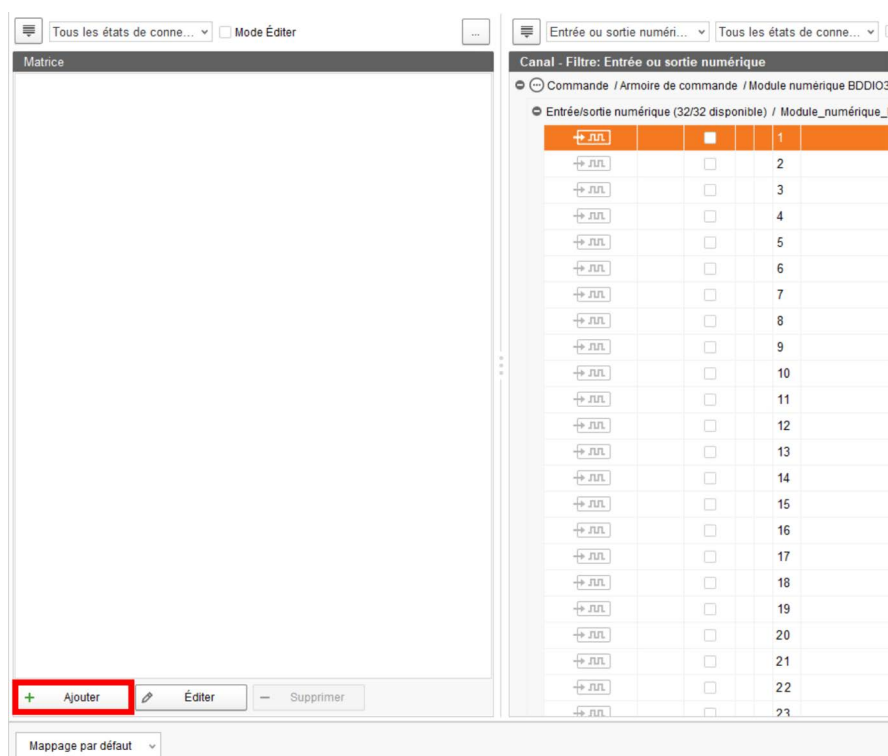 Tous les états de conne...
Mode Éditer
...
Matrice
+ Ajouter
Éditer
— Supprimer
Entrée ou sortie numéri...
Tous les états de conne...
Canal - Filtre: Entrée ou sortie numérique
Commande / Armoire de commande / Module numérique BDDIO3
Entrée/sortie numérique (32/32 disponible) / Module_numérique_
1
2
3
4
5
6
7
8
9
10
11
12
13
14
15
16
17
18
19
20
21
22
23
Mappage par défaut